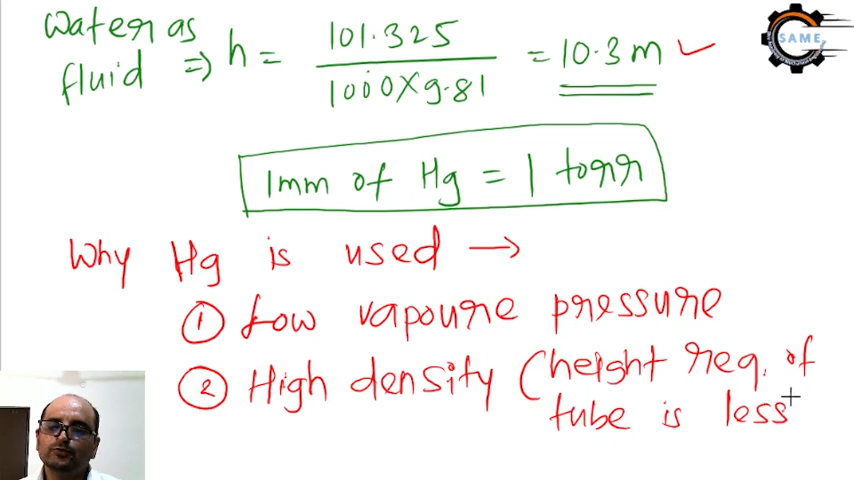 Water as
fluid ⇒ h = 101.325 / 1000×9.81 = 10.3 m ✓
SAME
1mm of Hg = 1 torr
Why Hg is used →
① Low vapoure pressure
② High density (height req. of
tube is less